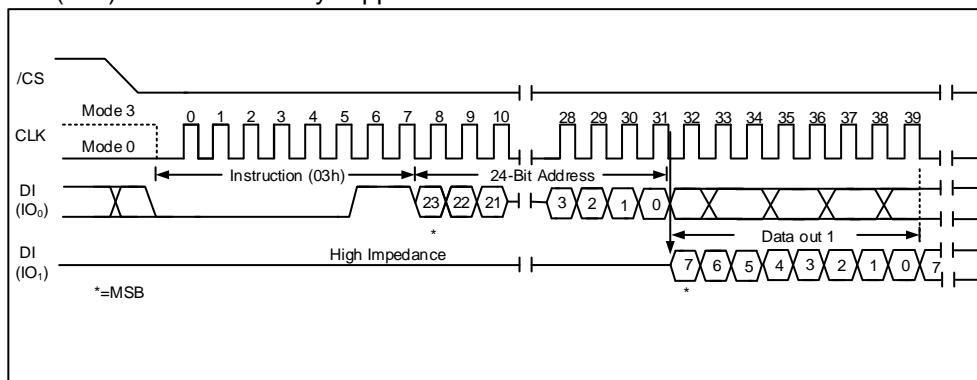 /CS
Mode 3
0 1 2 3 4 5 6 7 8 9 10 28 29 30 31 32 33 34 35 36 37 38 39
CLK
Mode 0
Instruction (03h) 24-Bit Address
DI
(IO0)
23 22 21 3 2 1 0
*
Data out 1
DI
(IO1)
High Impedance
7 6 5 4 3 2 1 0 7
*
*=MSB